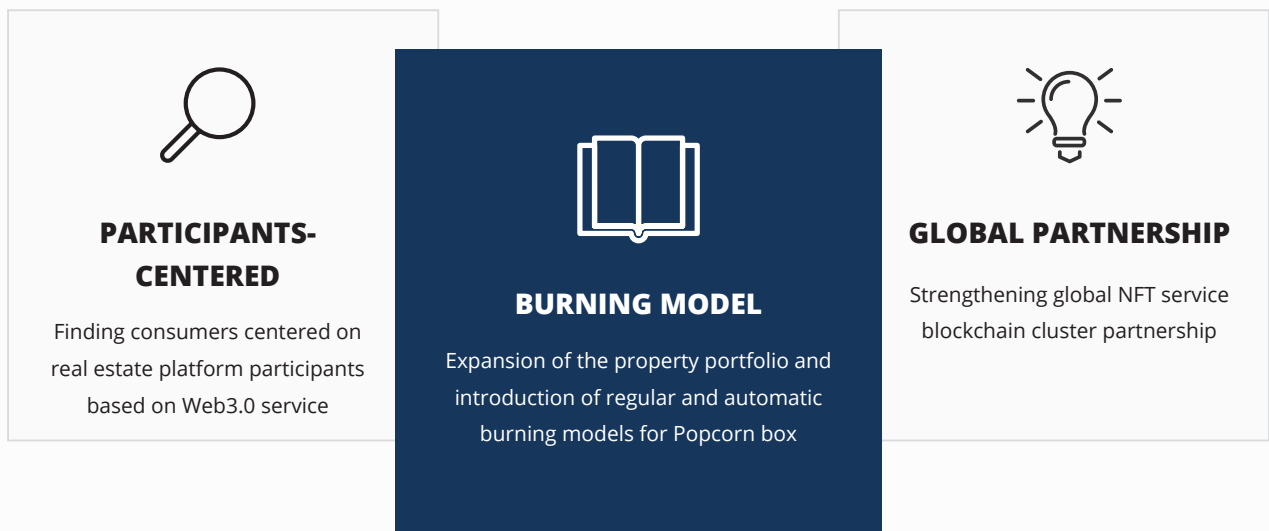 PARTICIPANTS-
CENTERED
Finding consumers centered on
real estate platform participants
based on Web3.0 service
BURNING MODEL
Expansion of the property portfolio and
introduction of regular and automatic
burning models for Popcorn box
GLOBAL PARTNERSHIP
Strengthening global NFT service
blockchain cluster partnership